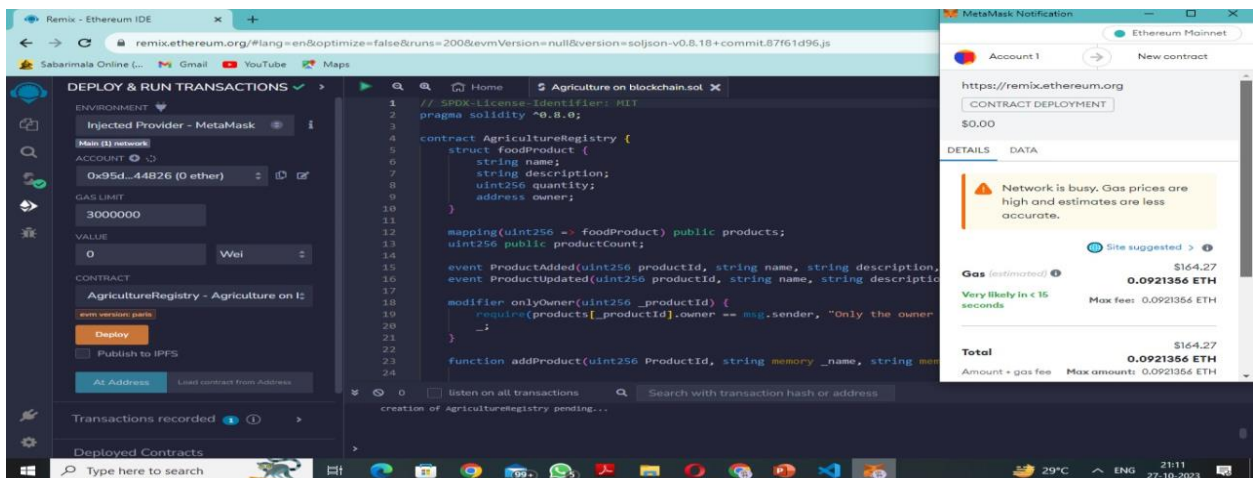 Remix - Ethereum IDE
remix.ethereum.org/#lang=en&optimize=false&runs=200&evmVersion=null&version=soljson-v0.8.18+commit.87f61d96.js
Sabarimala Online (... Gmail YouTube Maps
DEPLOY & RUN TRANSACTIONS
ENVIRONMENT
Injected Provider - MetaMask
Main (1) network
ACCOUNT
0x95d...44826 (0 ether)
GAS LIMIT
3000000
VALUE
0 Wei
CONTRACT
AgricultureRegistry - Agriculture on
evm version: paris
Deploy
Publish to IPFS
At Address Load contract from Address
Transactions recorded 1
Deployed Contracts
Home Agriculture on blockchain.sol
1 // SPDX-License-Identifier: MIT
2 pragma solidity ^0.8.0;
3
4 contract AgricultureRegistry {
5 struct foodProduct {
6 string name;
7 string description;
8 uint256 quantity;
9 address owner;
10 }
11
12 mapping(uint256 => foodProduct) public products;
13 uint256 public productCount;
14
15 event ProductAdded(uint256 productId, string name, string description,
16 event ProductUpdated(uint256 productId, string name, string descriptio
17
18 modifier onlyOwner(uint256 _productId) {
19 require(products[_productId].owner == msg.sender, "Only the owner
20 _;
21 }
22
23 function addProduct(uint256 ProductId, string memory _name, string mem
24
0 listen on all transactions Search with transaction hash or address
creation of AgricultureRegistry pending...
>
MetaMask Notification
Ethereum Mainnet
Account 1 New contract
https://remix.ethereum.org
CONTRACT DEPLOYMENT
$0.00
DETAILS DATA
Network is busy. Gas prices are
high and estimates are less
accurate.
Site suggested >
Gas (estimated) $164.27
0.0921356 ETH
Very likely in < 15
seconds
Max fee: 0.0921356 ETH
Total $164.27
0.0921356 ETH
Amount + gas fee Max amount: 0.0921356 ETH
Type here to search
99+
29°C ENG 21:11
27-10-2023